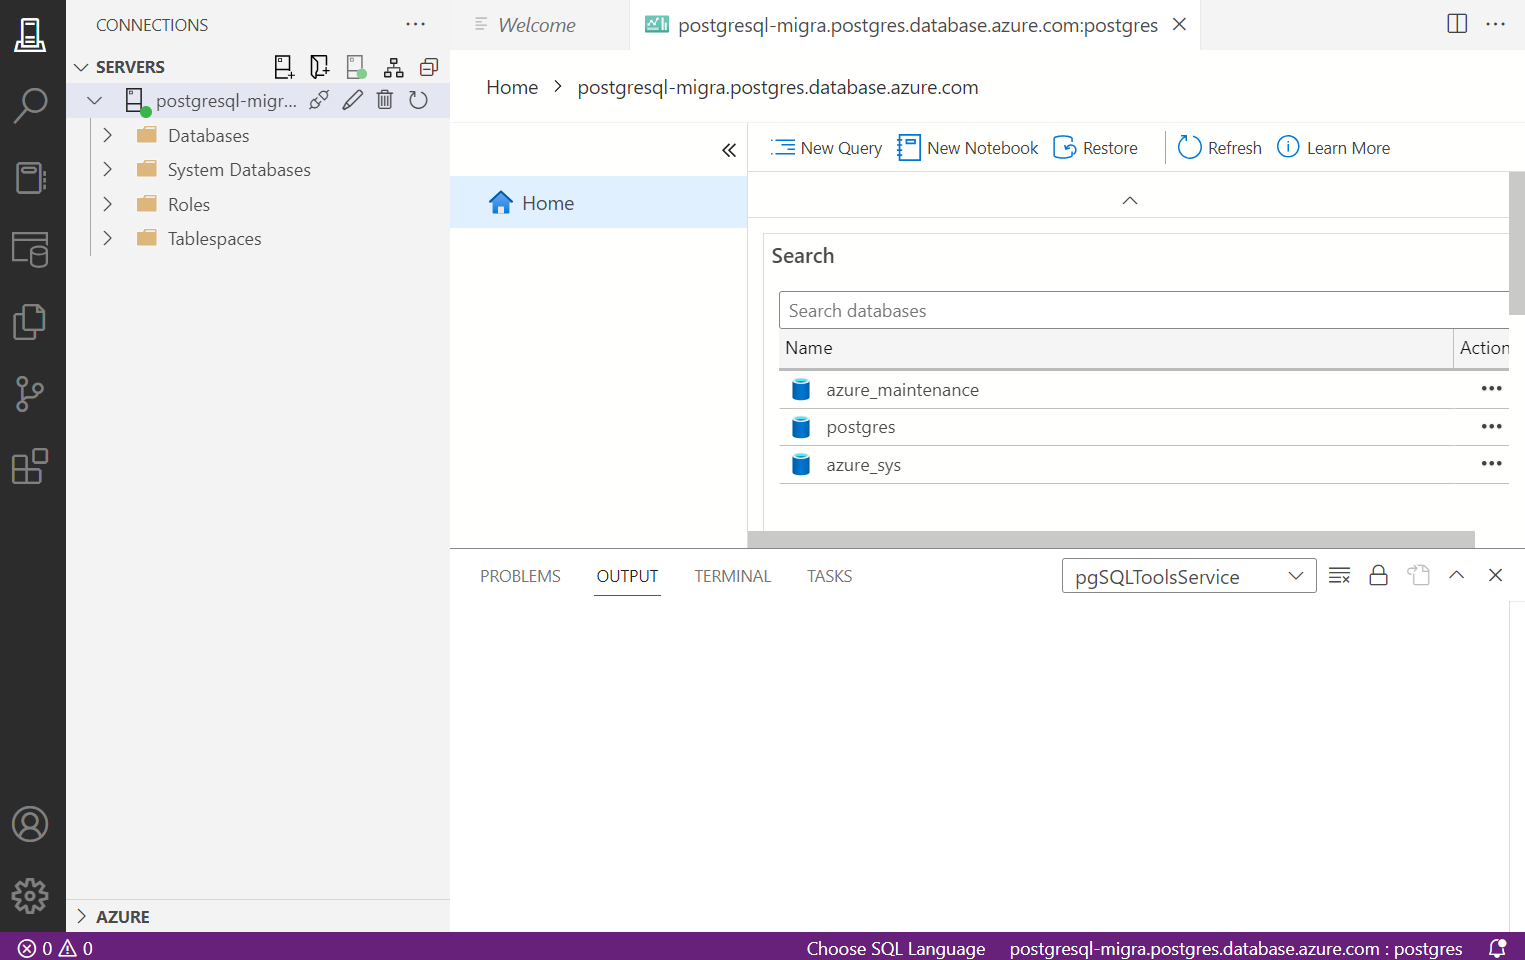 CONNECTIONS
Welcome
postgresql-migra.postgres.database.azure.com:postgres
SERVERS
Home
postgresql-migra.postgres.database.azure.com
postgresql-migr...
Databases
System Databases
Roles
Tablespaces
New Query
New Notebook
Restore
Refresh
Learn More
Home
Search
Search databases
Name
Action
azure_maintenance
postgres
azure_sys
PROBLEMS
OUTPUT
TERMINAL
TASKS
pgSQLToolsService
AZURE
0
0
Choose SQL Language
postgresql-migra.postgres.database.azure.com : postgres